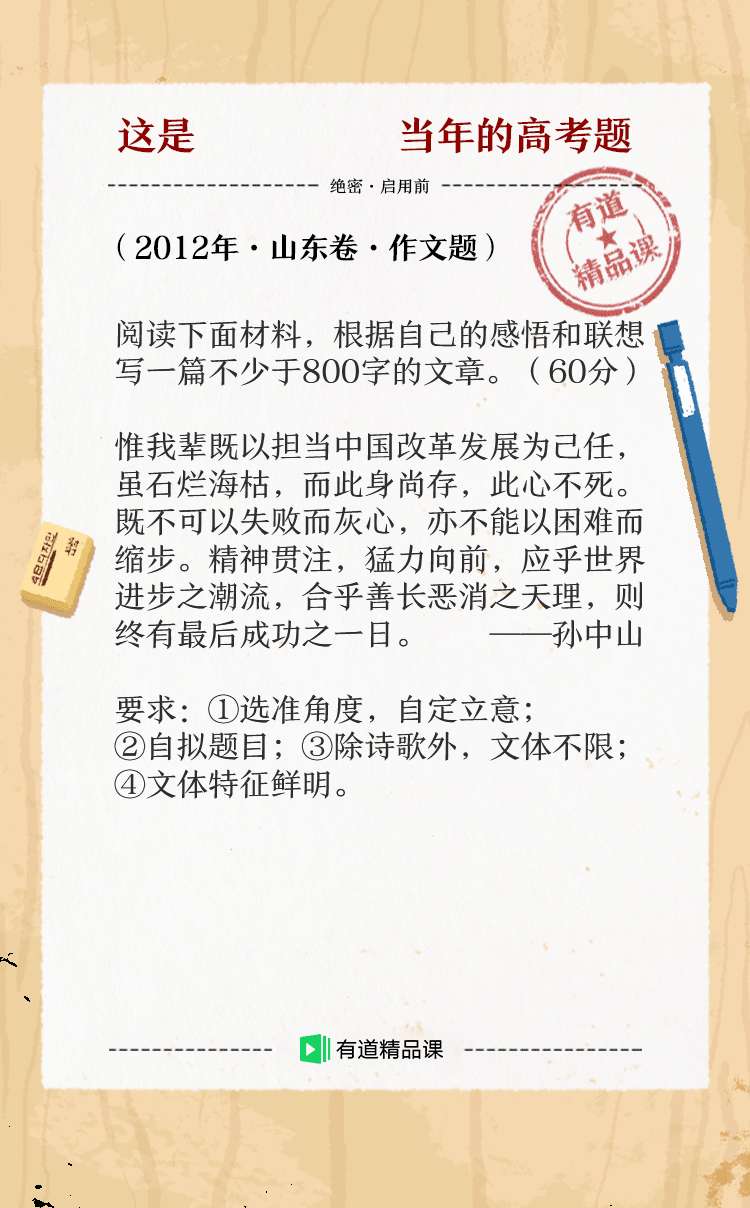 这是 当年的高考题
绝密·启用前
有道
精品课
（2012年·山东卷·作文题）
阅读下面材料，根据自己的感悟和联想
写一篇不少于800字的文章。（60分）
惟我辈既以担当中国改革发展为己任，
虽石烂海枯，而此身尚存，此心不死。
既不可以失败而灰心，亦不能以困难而
缩步。精神贯注，猛力向前，应乎世界
进步之潮流，合乎善长恶消之天理，则
终有最后成功之一日。 ——孙中山
要求：①选准角度，自定立意；
②自拟题目；③除诗歌外，文体不限；
④文体特征鲜明。
有道精品课